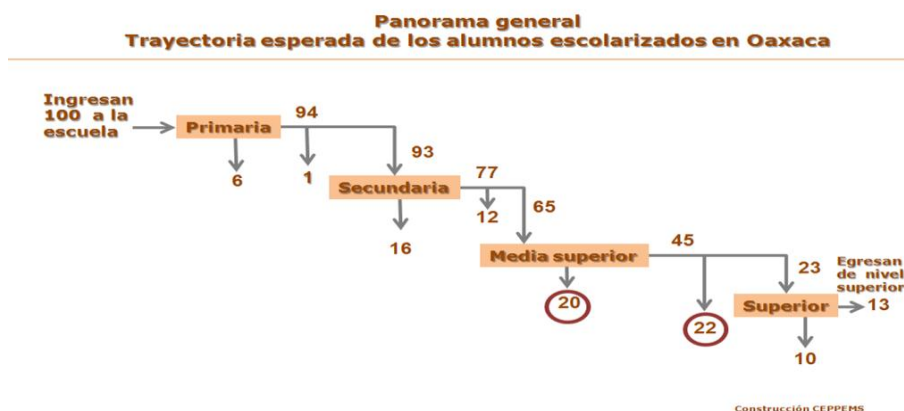 Panorama general
Trayectoria esperada de los alumnos escolarizados en Oaxaca
Ingresan
100 a la
escuela
Primaria
94
6
1
93
Secundaria
77
16
12
65
Media superior
45
20
22
23
Superior
Egresan
de nivel
superior
13
10
Construcción CEPPEMS